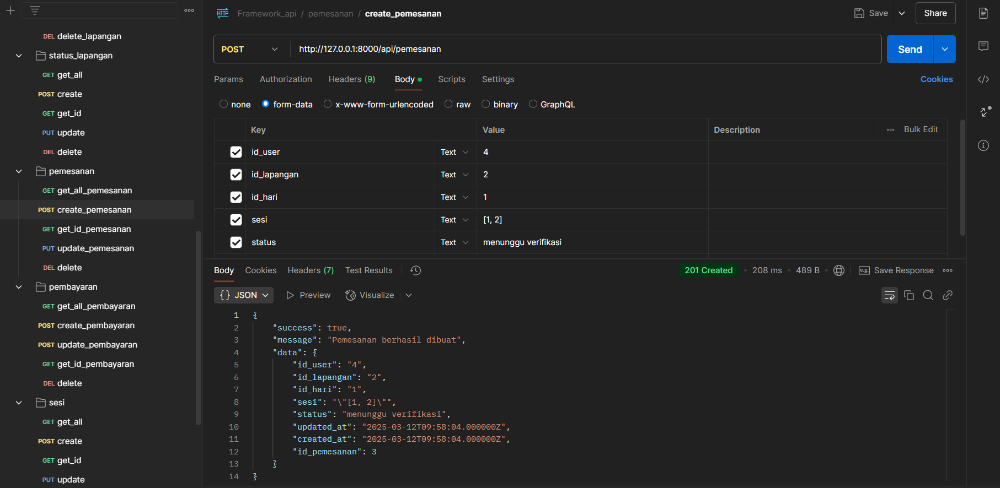 DEL delete_lapangan
status_lapangan
GET get_all
POST create
GET get_id
PUT update
DEL delete
pemesanan
GET get_all_pemesanan
POST create_pemesanan
GET get_id_pemesanan
PUT update_pemesanan
DEL delete
pembayaran
GET get_all_pembayaran
POST create_pembayaran
POST update_pembayaran
GET get_id_pembayaran
DEL delete
sesi
GET get_all
POST create
GET get_id
PUT update
HTTP Framework_api / pemesanan / create_pemesanan
Save Share
POST http://127.0.0.1:8000/api/pemesanan Send
Params Authorization Headers (9) Body Scripts Settings Cookies
none form-data x-www-form-urlencoded raw binary GraphQL
Key Value Description Bulk Edit
id_user Text 4
id_lapangan Text 2
id_hari Text 1
sesi Text [1, 2]
status Text menunggu verifikasi
Body Cookies Headers (7) Test Results 201 Created 208 ms 489 B e.g. Save Response
{} JSON Preview Visualize
1 {
2 "success": true,
3 "message": "Pemesanan berhasil dibuat",
4 "data": {
5 "id_user": "4",
6 "id_lapangan": "2",
7 "id_hari": "1",
8 "sesi": "\"[1, 2]\"",
9 "status": "menunggu verifikasi",
10 "updated_at": "2025-03-12T09:58:04.000000Z",
11 "created_at": "2025-03-12T09:58:04.000000Z",
12 "id_pemesanan": 3
13 }
14 }